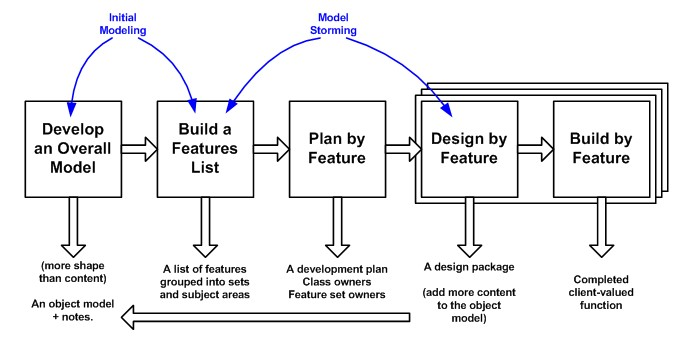 Initial
Modeling
Model
Storming
Develop
an Overall
Model
Build a
Features
List
Plan by
Feature
Design by
Feature
Build by
Feature
(more shape
than content)
An object model
+ notes.
A list of features
grouped into sets
and subject areas
A development plan
Class owners
Feature set owners
A design package
(add more content
to the object
model)
Completed
client-valued
function